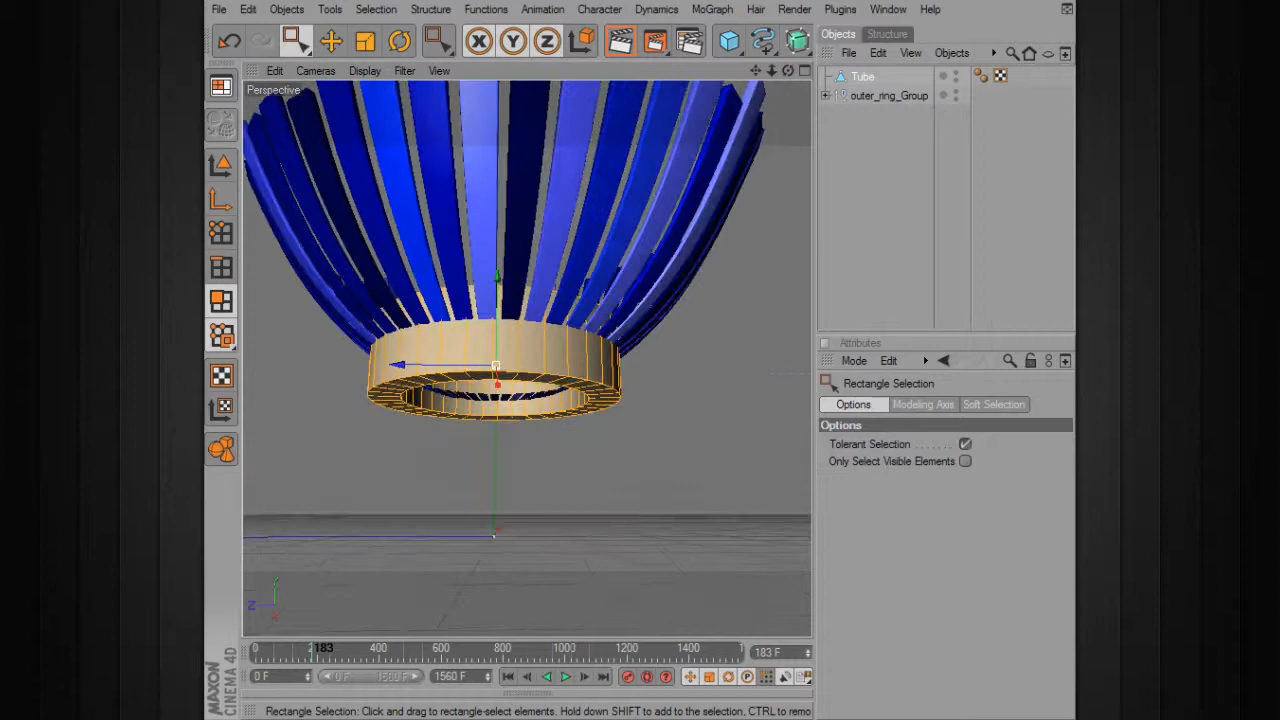 File Edit Objects Tools Selection Structure Functions Animation Character Dynamics MoGraph Hair Render Plugins Window Help
Objects Structure
File Edit View Objects
Edit Cameras Display Filter View
Perspective
Tube
outer_ring_Group
Attributes
Mode Edit
Rectangle Selection
Options Modeling Axis Soft Selection
Options
Tolerant Selection
Only Select Visible Elements
Z
0 183 400 600 800 1000 1200 1400 183 F
0 F 0F 1560 F 1560 F
MAXON
CINEMA 4D
Rectangle Selection: Click and drag to rectangle-select elements. Hold down SHIFT to add to the selection, CTRL to remo